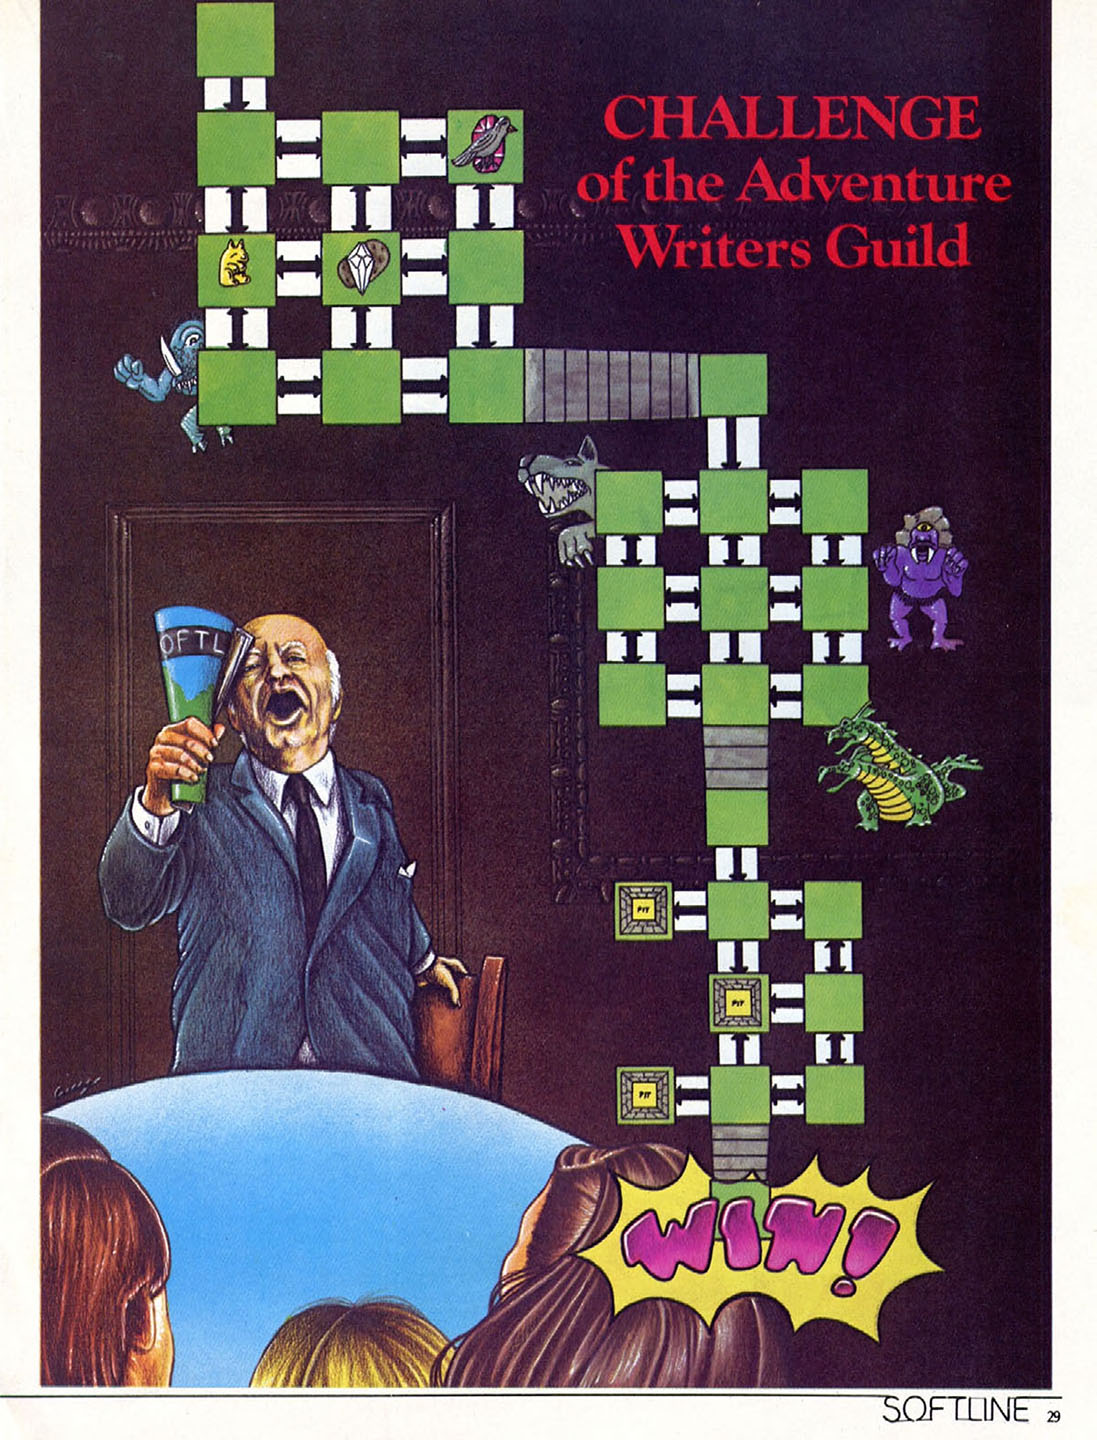 CHALLENGE
of the Adventure
Writers Guild
OFTL
PIT
PIT
PIT
WIN!
SOFTLINE 29